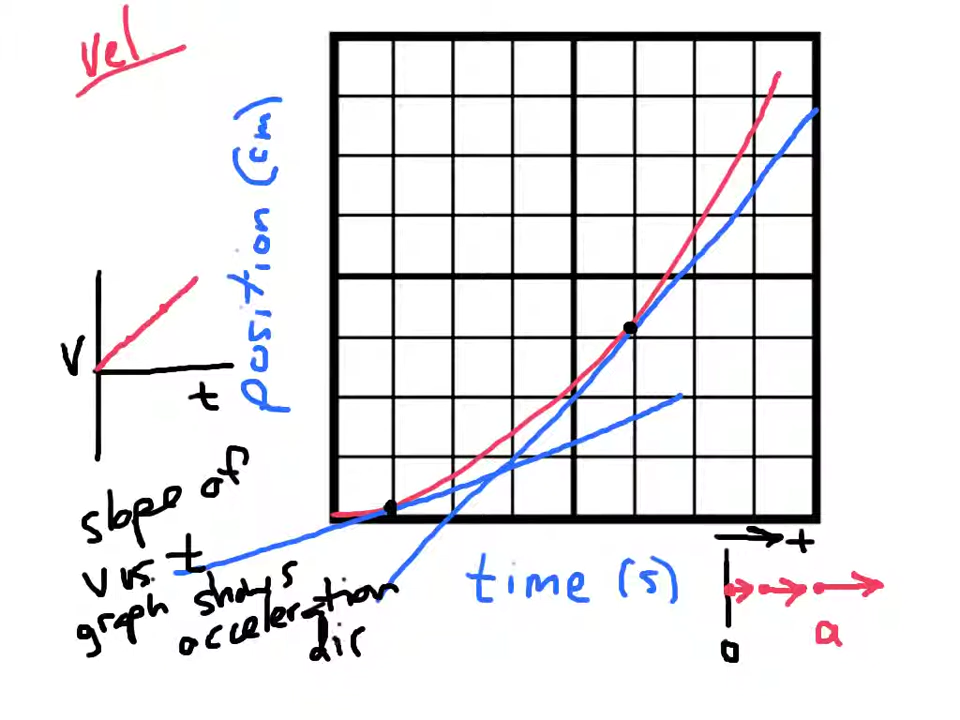 vel
position (cm)
V
t
slope of
v vs. t
graph shows
acceleration
dir
time (s)
+
0
a